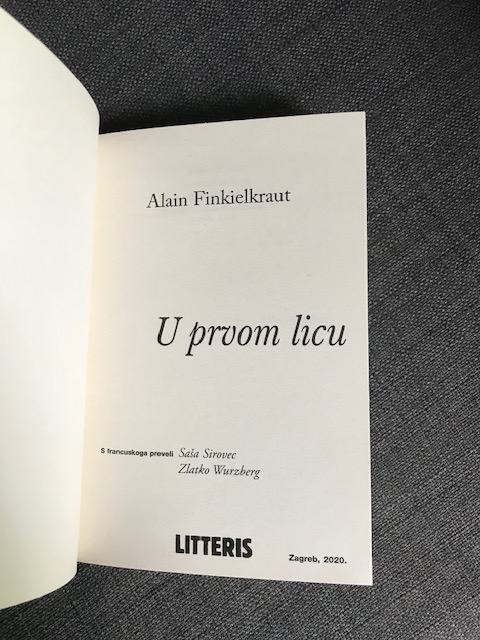 Alain Finkielkraut
U prvom licu
S francuskoga preveli Saša Sirovec
Zlatko Wurzberg
LITTERIS
Zagreb, 2020.